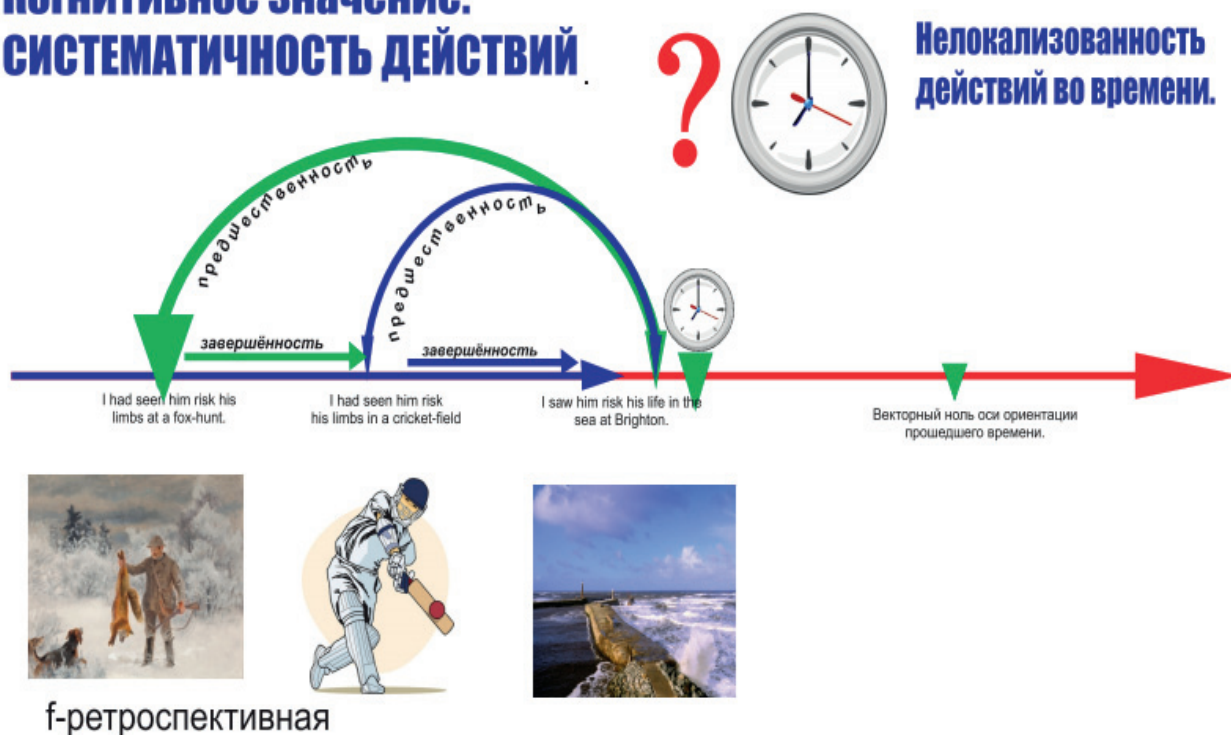 Когнитивное значение:
СИСТЕМАТИЧНОСТЬ ДЕЙСТВИЙ.
?
Нелокализованность
действий во времени.
предшественность
предшественность
завершённость
завершённость
I had seen him risk his
limbs at a fox-hunt.
I had seen him risk
his limbs in a cricket-field
I saw him risk his life in the
sea at Brighton.
Векторный ноль оси ориентации
прошедшего времени.
f-ретроспективная